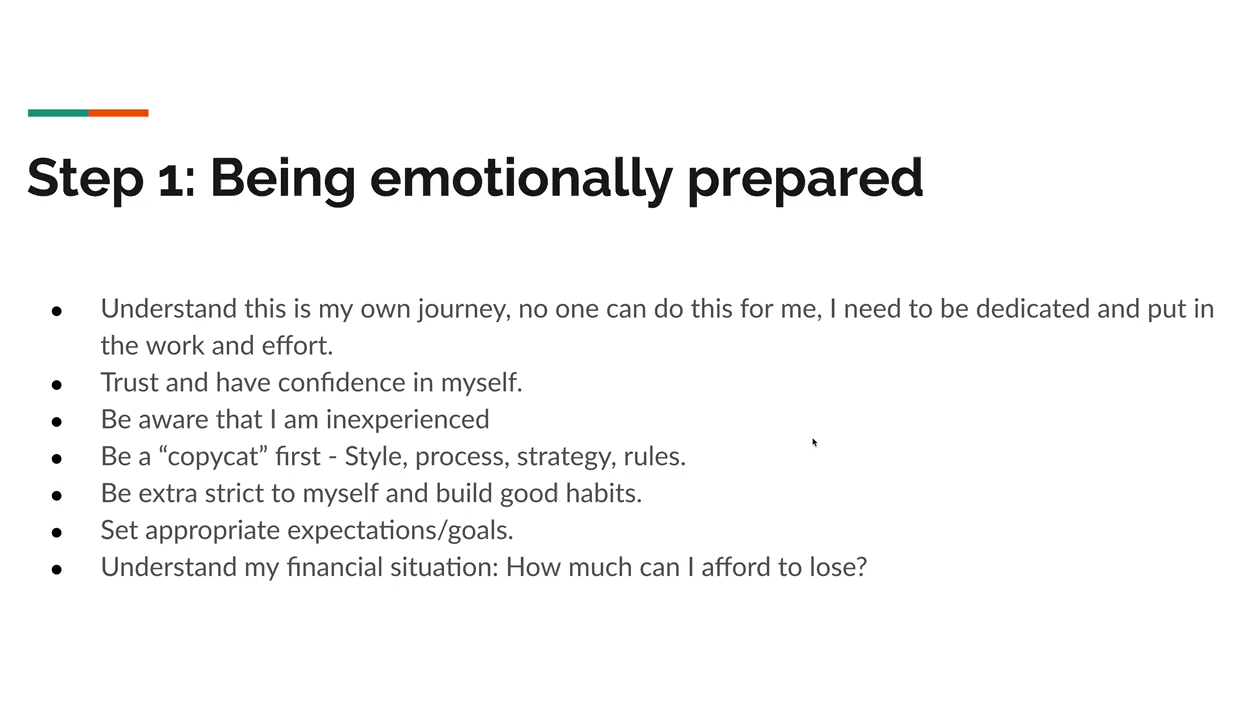 Step 1: Being emotionally prepared
● Understand this is my own journey, no one can do this for me, I need to be dedicated and put in
the work and effort.
● Trust and have confidence in myself.
● Be aware that I am inexperienced
● Be a “copycat” first - Style, process, strategy, rules.
● Be extra strict to myself and build good habits.
● Set appropriate expectations/goals.
● Understand my financial situation: How much can I afford to lose?